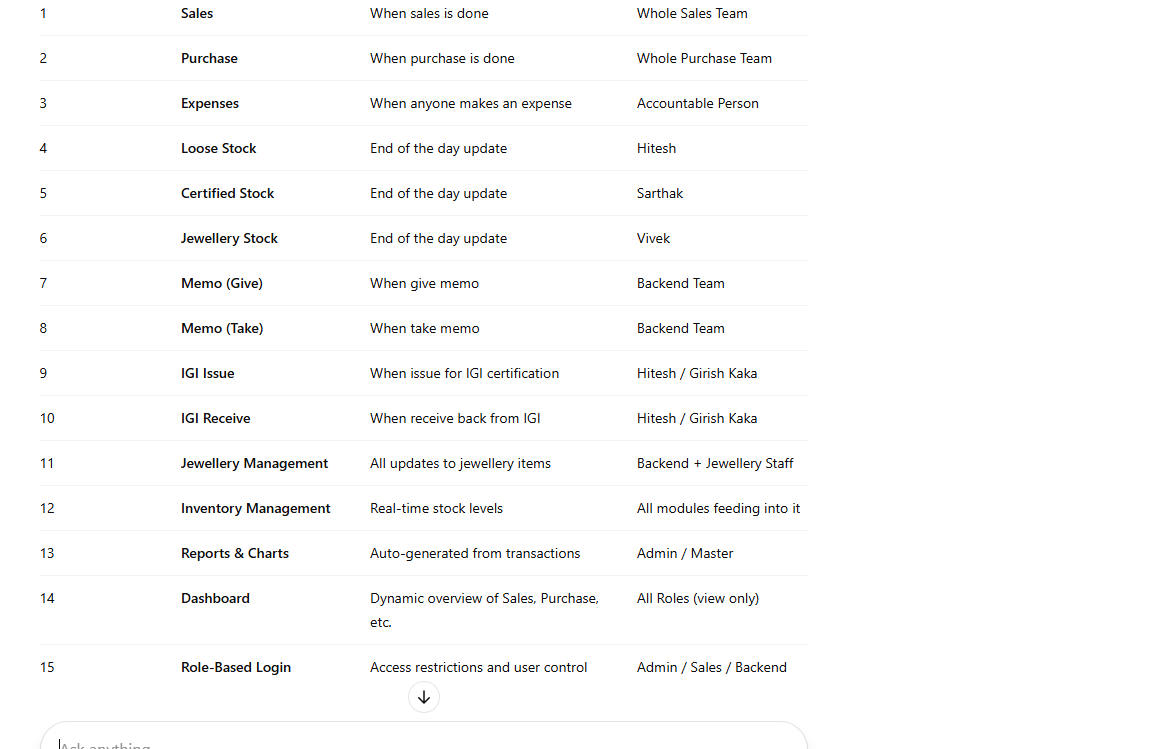 1 Sales When sales is done Whole Sales Team
2 Purchase When purchase is done Whole Purchase Team
3 Expenses When anyone makes an expense Accountable Person
4 Loose Stock End of the day update Hitesh
5 Certified Stock End of the day update Sarthak
6 Jewellery Stock End of the day update Vivek
7 Memo (Give) When give memo Backend Team
8 Memo (Take) When take memo Backend Team
9 IGI Issue When issue for IGI certification Hitesh / Girish Kaka
10 IGI Receive When receive back from IGI Hitesh / Girish Kaka
11 Jewellery Management All updates to jewellery items Backend + Jewellery Staff
12 Inventory Management Real-time stock levels All modules feeding into it
13 Reports & Charts Auto-generated from transactions Admin / Master
14 Dashboard Dynamic overview of Sales, Purchase, All Roles (view only)
etc.
15 Role-Based Login Access restrictions and user control Admin / Sales / Backend
Ask anything